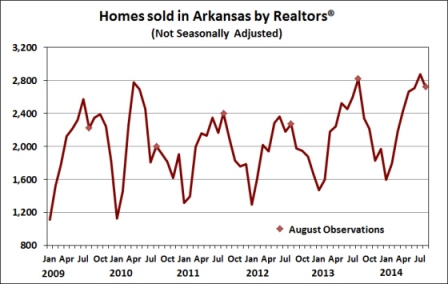 Homes sold in Arkansas by Realtors®
(Not Seasonally Adjusted)
3,200
2,800
2,400
2,000
1,600
1,200
800
August Observations
Jan Apr Jul Oct Jan Apr Jul Oct Jan Apr Jul Oct Jan Apr Jul Oct Jan Apr Jul Oct Jan Apr Jul
2009 2010 2011 2012 2013 2014